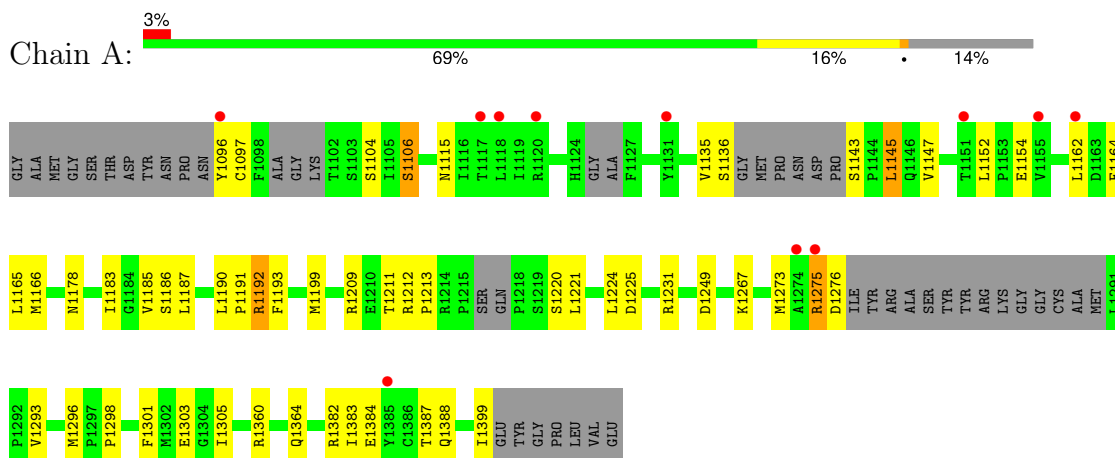 3%
Chain A:
69% 16% • 14%
GLY ALA MET GLY SER THR ASP TYR ASN PRO ASN Y1096 C1097 F1098 ALA GLY LYS T1102 S1103 S1104 I1105 S1106 N1115 I1116 T1117 L1118 I1119 R1120 H1124 GLY ALA F1127 Y1131 V1135 S1136 GLY MET PRO ASN ASP PRO S1143 P1144 L1145 Q1146 V1147 T1151 L1152 P1153 E1154 V1155 L1162 D1163 E1164
L1165 M1166 N1178 I1183 G1184 V1185 S1186 L1187 L1190 P1191 R1192 F1193 M1199 R1209 E1210 T1211 R1212 P1213 R1214 P1215 SER GLN P1218 S1219 S1220 L1221 L1224 D1225 R1231 D1249 K1267 M1273 A1274 R1275 D1276 ILE TYR ARG ALA SER TYR TYR ARG LYS GLY GLY CYS ALA MET L1291
P1292 V1293 M1296 P1297 P1298 F1301 M1302 E1303 G1304 I1305 R1360 Q1364 R1382 I1383 E1384 Y1385 C1386 T1387 Q1388 I1399 GLU TYR GLY PRO LEU VAL GLU